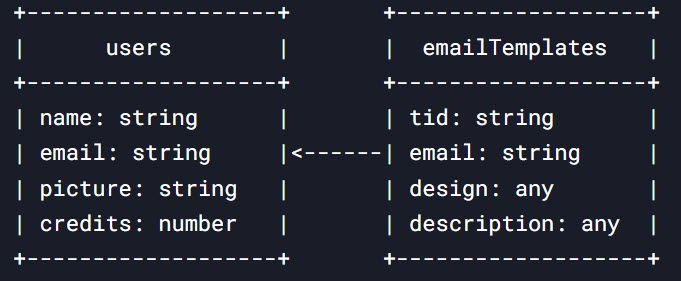 +-------------------+       +-------------------+
|      users        |       |  emailTemplates   |
+-------------------+       +-------------------+
| name: string      |       | tid: string       |
| email: string     |<------| email: string     |
| picture: string   |       | design: any       |
| credits: number   |       | description: any  |
+-------------------+       +-------------------+